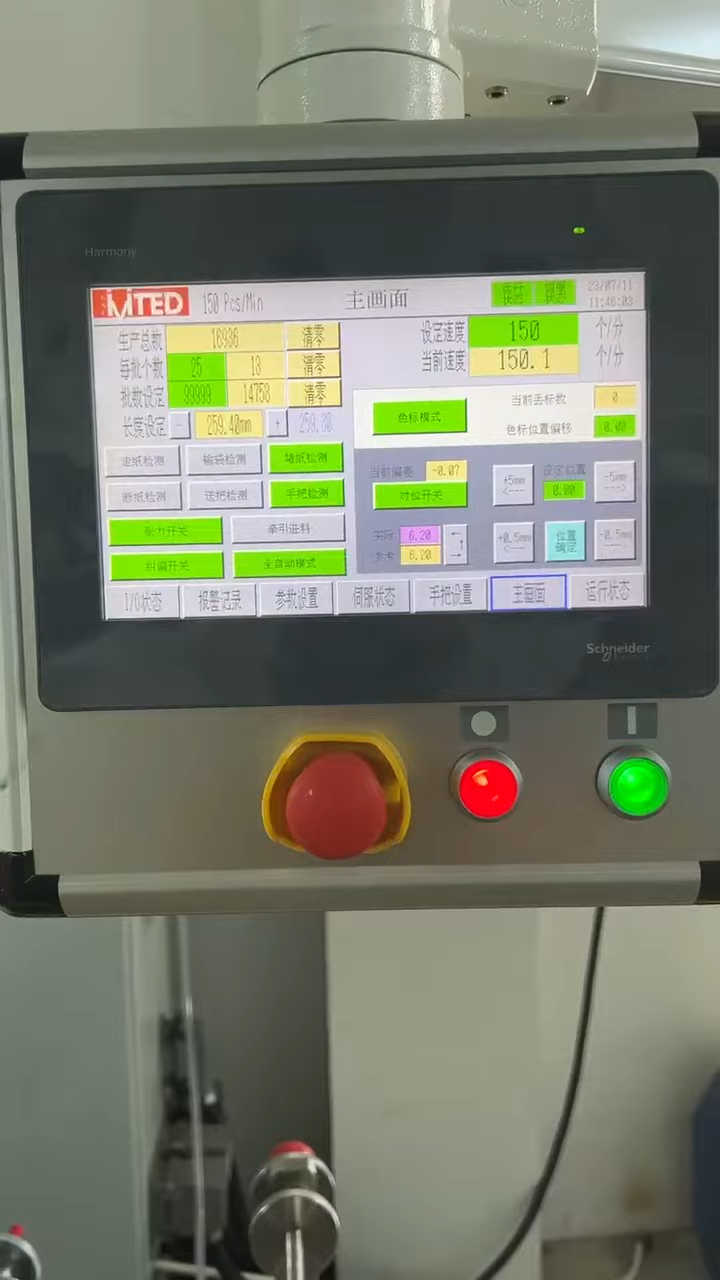 Harmony
MTED 150 Pcs/Min 主画面 23/07/11
11:46:03
生产总数 16936 清零 设定速度 150 个/分
每批个数 25 13 清零 当前速度 150.1 个/分
批数设定 99999 14758 清零
长度设定 - 259.40mm + 259.30
色标模式 当前丢标数 0
色标位置偏移 0.00
走纸检测 输袋检测 堵纸检测
断纸检测 送把检测 手把检测
当前偏差 -0.07 +5mm <--- 设定位置 -5mm --->
对位开关 0.00
张力开关 牵引进料
实际 6.20 +0.5mm <--- 位置确定 -0.5mm --->
参考 6.20
纠偏开关 全自动模式
I/O状态 报警记录 参数设置 伺服状态 手把设置 主画面 运行状态
Schneider